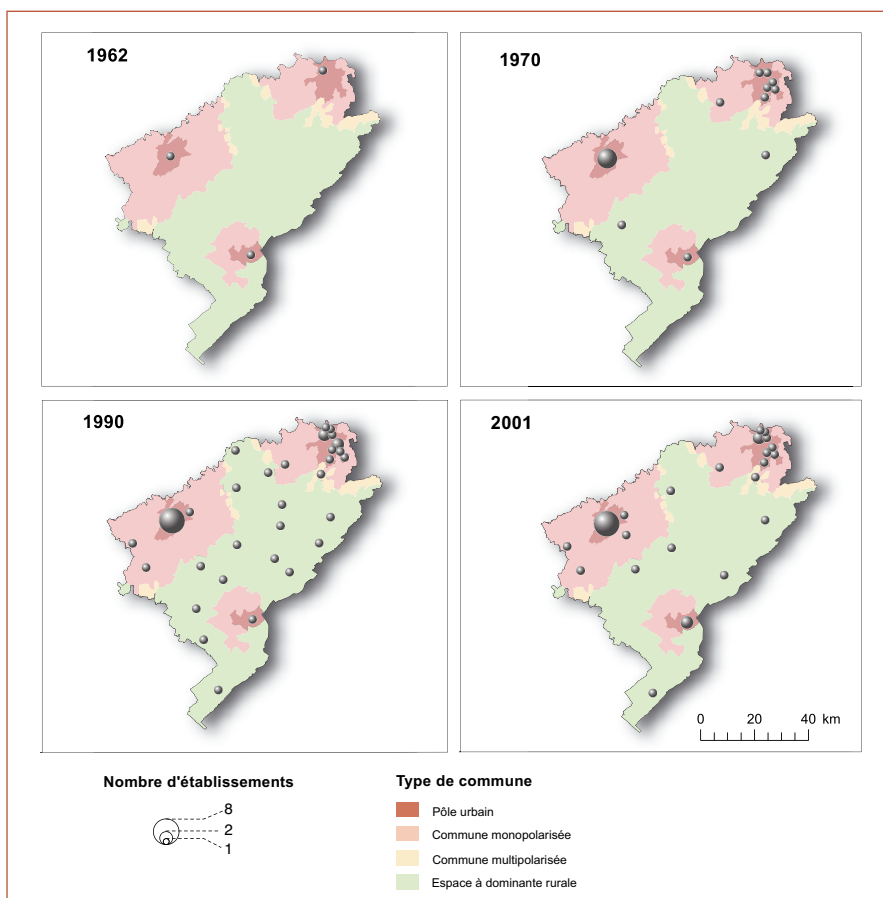 1962
1970
1990
2001
0 20 40 km
Nombre d'établissements
8
2
1
Type de commune
Pôle urbain
Commune monopolarisée
Commune multipolarisée
Espace à dominante rurale